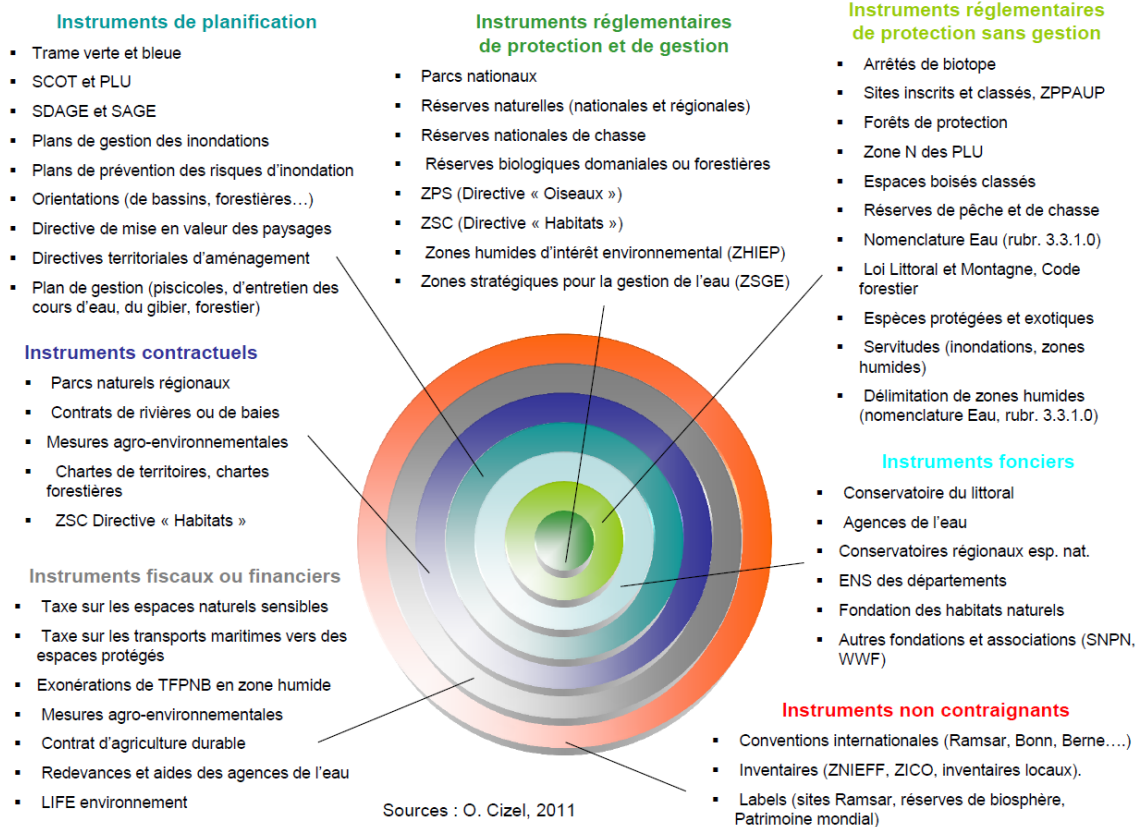 Instruments de planification
▪ Trame verte et bleue
▪ SCOT et PLU
▪ SDAGE et SAGE
▪ Plans de gestion des inondations
▪ Plans de prévention des risques d'inondation
▪ Orientations (de bassins, forestières…)
▪ Directive de mise en valeur des paysages
▪ Directives territoriales d'aménagement
▪ Plan de gestion (piscicoles, d'entretien des
cours d'eau, du gibier, forestier)
Instruments réglementaires
de protection et de gestion
▪ Parcs nationaux
▪ Réserves naturelles (nationales et régionales)
▪ Réserves nationales de chasse
▪ Réserves biologiques domaniales ou forestières
▪ ZPS (Directive « Oiseaux »)
▪ ZSC (Directive « Habitats »)
▪ Zones humides d'intérêt environnemental (ZHIEP)
▪ Zones stratégiques pour la gestion de l'eau (ZSGE)
Instruments réglementaires
de protection sans gestion
▪ Arrêtés de biotope
▪ Sites inscrits et classés, ZPPAUP
▪ Forêts de protection
▪ Zone N des PLU
▪ Espaces boisés classés
▪ Réserves de pêche et de chasse
▪ Nomenclature Eau (rubr. 3.3.1.0)
▪ Loi Littoral et Montagne, Code
forestier
▪ Espèces protégées et exotiques
▪ Servitudes (inondations, zones
humides)
▪ Délimitation de zones humides
(nomenclature Eau, rubr. 3.3.1.0)
Instruments contractuels
▪ Parcs naturels régionaux
▪ Contrats de rivières ou de baies
▪ Mesures agro-environnementales
▪ Chartes de territoires, chartes
forestières
▪ ZSC Directive « Habitats »
Instruments fonciers
▪ Conservatoire du littoral
▪ Agences de l'eau
▪ Conservatoires régionaux esp. nat.
▪ ENS des départements
▪ Fondation des habitats naturels
▪ Autres fondations et associations (SNPN,
WWF)
Instruments fiscaux ou financiers
▪ Taxe sur les espaces naturels sensibles
▪ Taxe sur les transports maritimes vers des
espaces protégés
▪ Exonérations de TFPNB en zone humide
▪ Mesures agro-environnementales
▪ Contrat d'agriculture durable
▪ Redevances et aides des agences de l'eau
▪ LIFE environnement
Instruments non contraignants
▪ Conventions internationales (Ramsar, Bonn, Berne….)
▪ Inventaires (ZNIEFF, ZICO, inventaires locaux).
▪ Labels (sites Ramsar, réserves de biosphère,
Patrimoine mondial)
Sources : O. Cizel, 2011